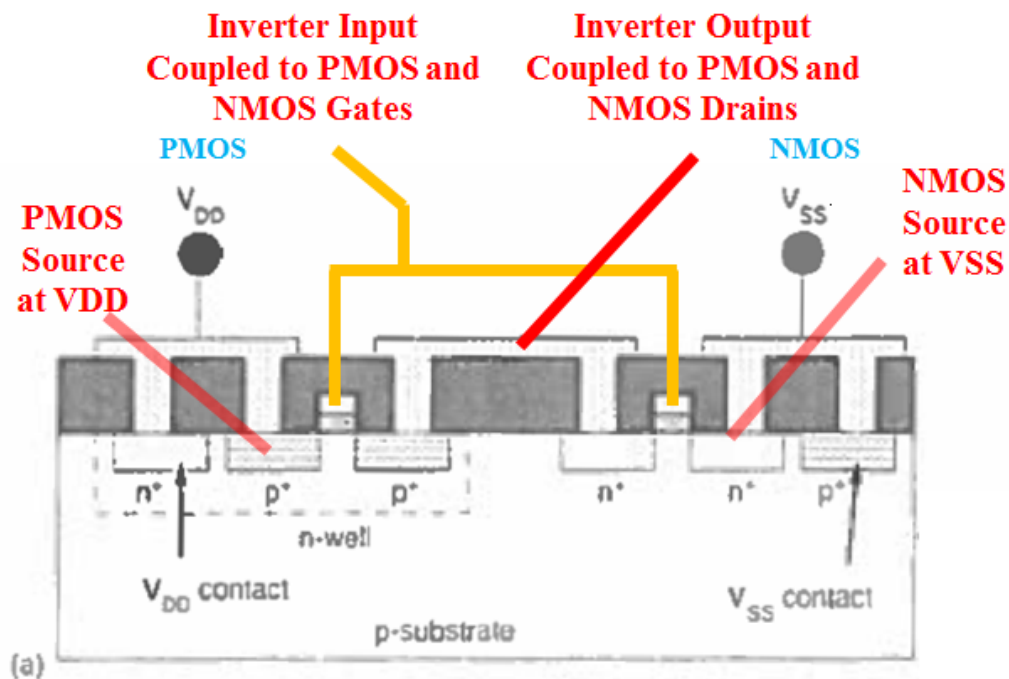 Inverter Input
Coupled to PMOS and
NMOS Gates
Inverter Output
Coupled to PMOS and
NMOS Drains
PMOS
NMOS
V_DD
V_SS
PMOS
Source
at VDD
NMOS
Source
at VSS
n+
p+
p+
n+
n+
p+
n-well
V_DD contact
V_SS contact
p-substrate
(a)